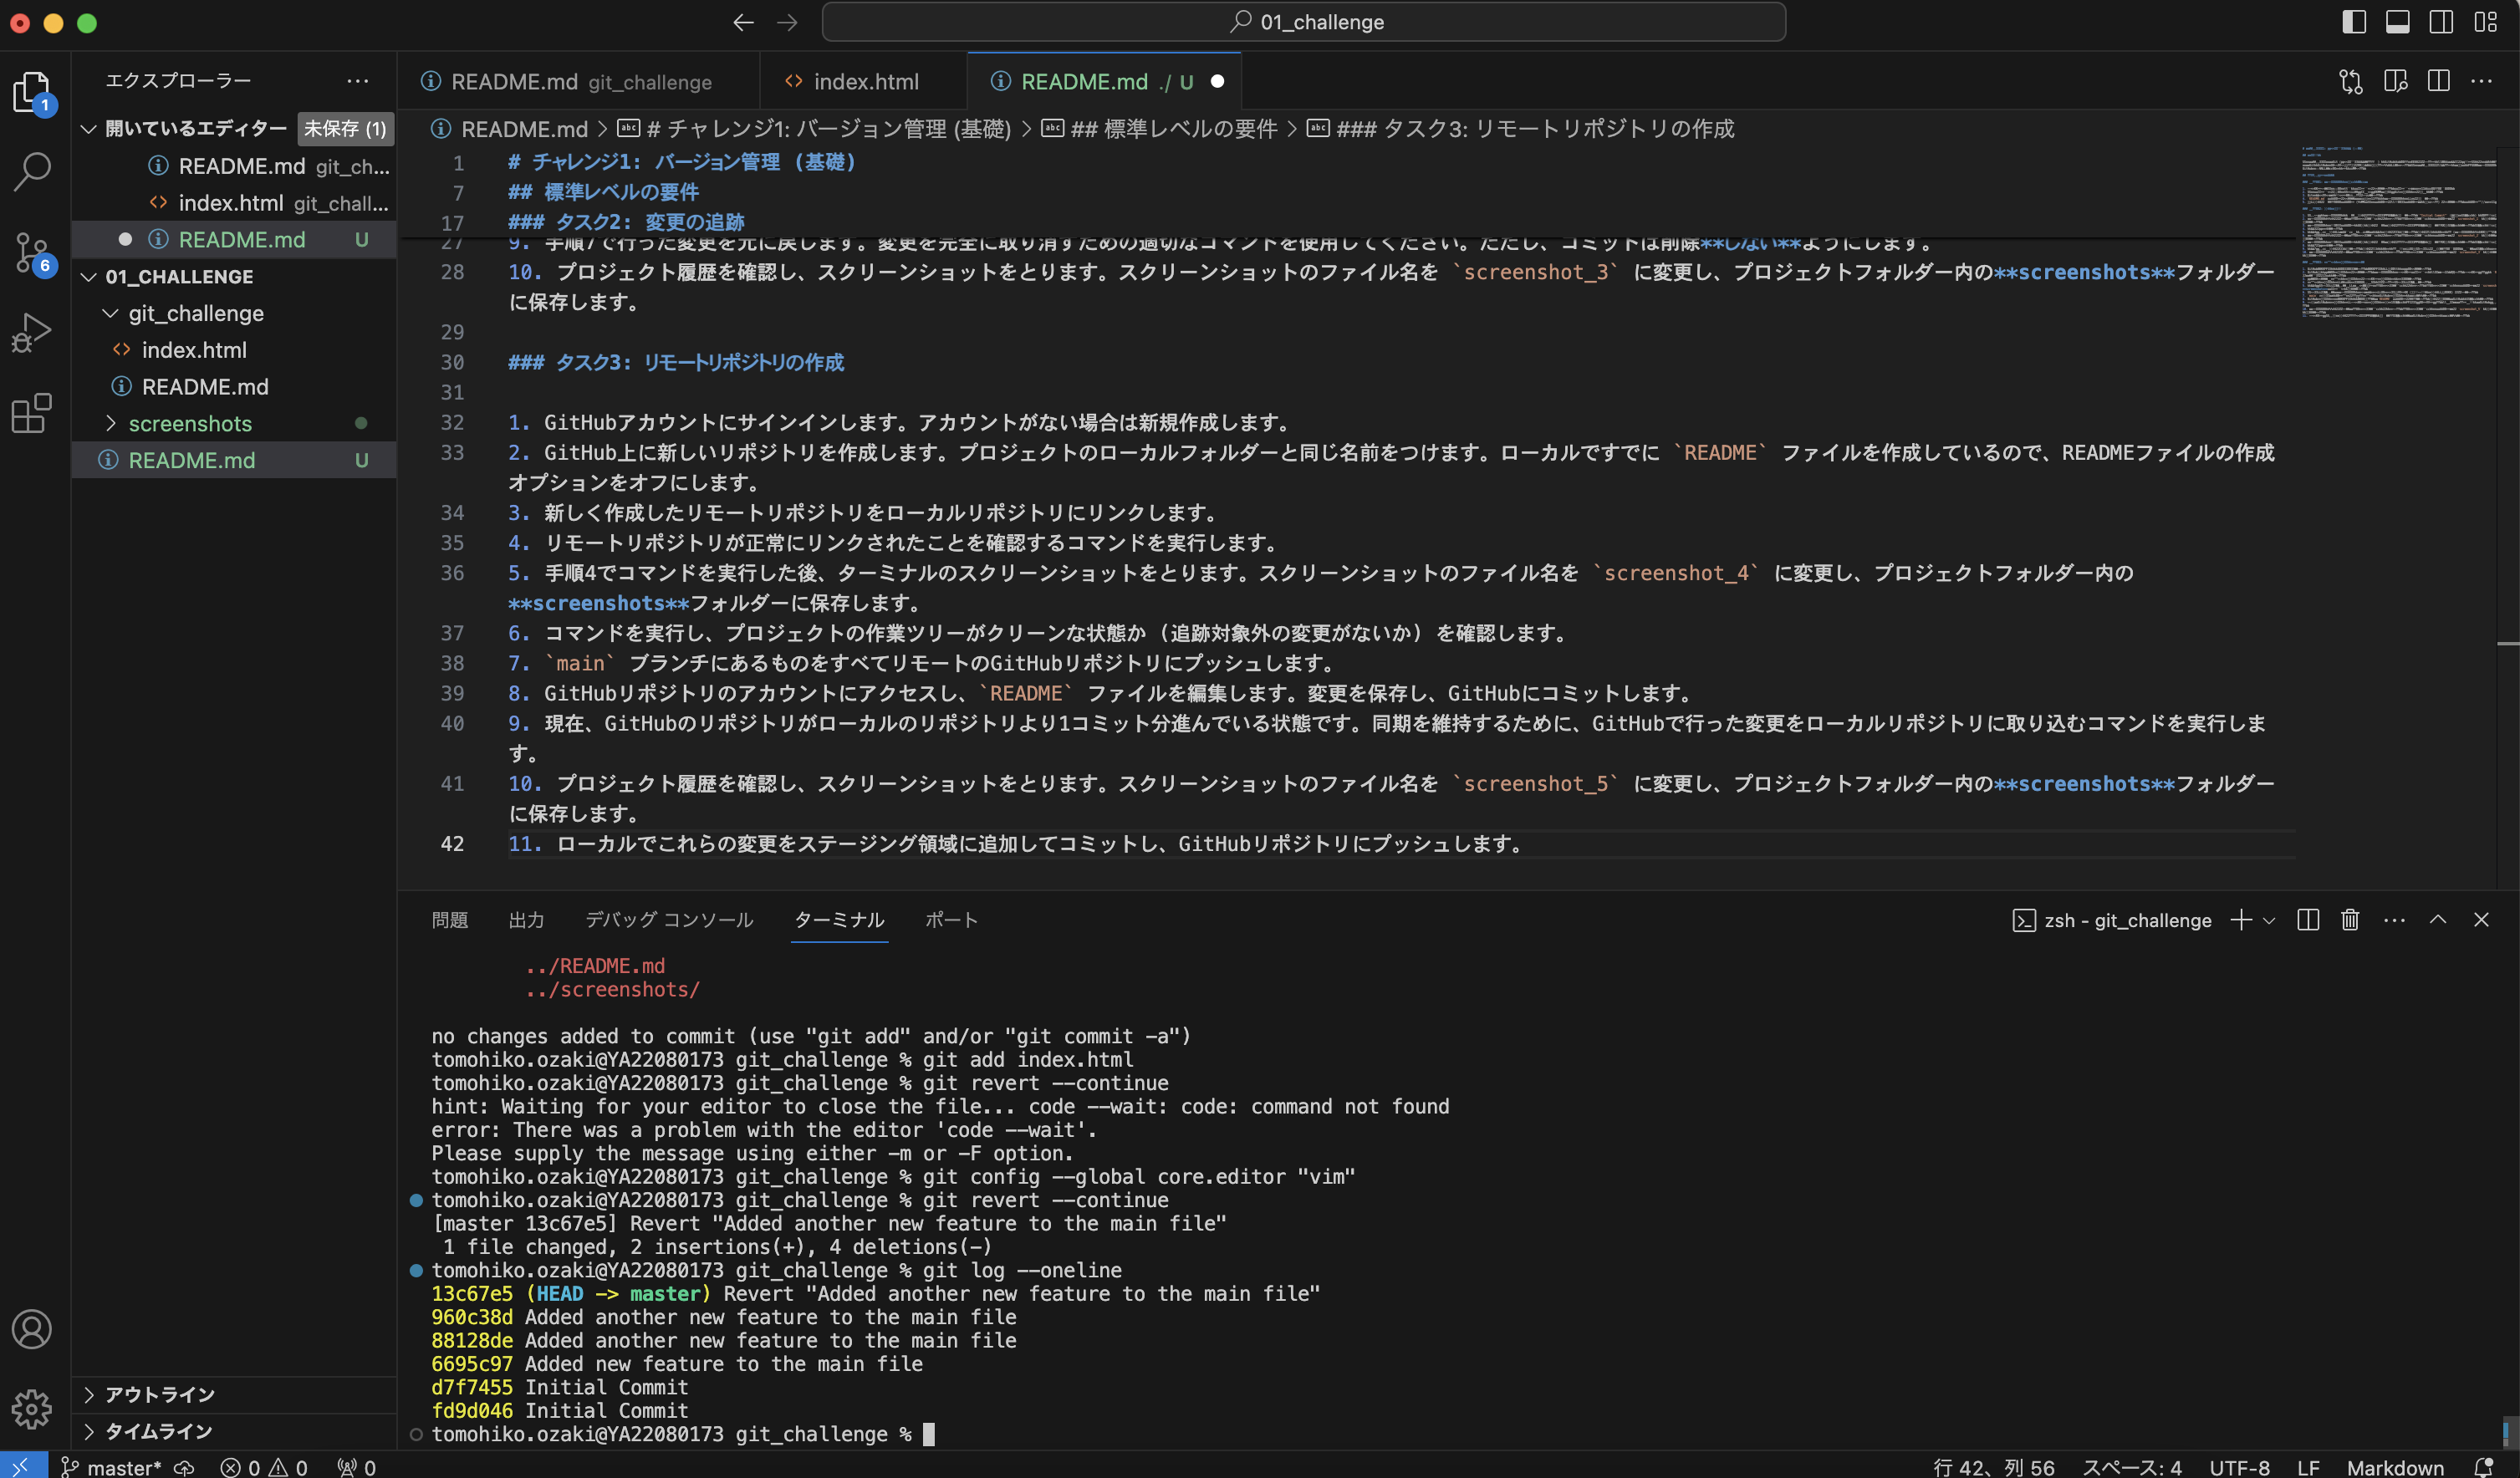 01_challenge
エクスプローラー
開いているエディター 未保存 (1)
README.md git_ch...
index.html git_chall...
README.md U
01_CHALLENGE
git_challenge
index.html
README.md
screenshots
README.md U
アウトライン
タイムライン
1
6
README.md git_challenge
index.html
README.md ./ U
README.md > # チャレンジ1: バージョン管理 (基礎) > ## 標準レベルの要件 > ### タスク3: リモートリポジトリの作成
1 # チャレンジ1: バージョン管理 (基礎)
7 ## 標準レベルの要件
17 ### タスク2: 変更の追跡
27 9. 手順7で行った変更を元に戻します。変更を完全に取り消すための適切なコマンドを使用してください。ただし、コミットは削除**しない**ようにします。
28 10. プロジェクト履歴を確認し、スクリーンショットをとります。スクリーンショットのファイル名を `screenshot_3` に変更し、プロジェクトフォルダー内の**screenshots**フォルダー
に保存します。
29
30 ### タスク3: リモートリポジトリの作成
31
32 1. GitHubアカウントにサインインします。アカウントがない場合は新規作成します。
33 2. GitHub上に新しいリポジトリを作成します。プロジェクトのローカルフォルダーと同じ名前をつけます。ローカルですでに `README` ファイルを作成しているので、READMEファイルの作成
オプションをオフにします。
34 3. 新しく作成したリモートリポジトリをローカルリポジトリにリンクします。
35 4. リモートリポジトリが正常にリンクされたことを確認するコマンドを実行します。
36 5. 手順4でコマンドを実行した後、ターミナルのスクリーンショットをとります。スクリーンショットのファイル名を `screenshot_4` に変更し、プロジェクトフォルダー内の
**screenshots**フォルダーに保存します。
37 6. コマンドを実行し、プロジェクトの作業ツリーがクリーンな状態か (追跡対象外の変更がないか) を確認します。
38 7. `main` ブランチにあるものをすべてリモートのGitHubリポジトリにプッシュします。
39 8. GitHubリポジトリのアカウントにアクセスし、`README` ファイルを編集します。変更を保存し、GitHubにコミットします。
40 9. 現在、GitHubのリポジトリがローカルのリポジトリより1コミット分進んでいる状態です。同期を維持するために、GitHubで行った変更をローカルリポジトリに取り込むコマンドを実行しま
す。
41 10. プロジェクト履歴を確認し、スクリーンショットをとります。スクリーンショットのファイル名を `screenshot_5` に変更し、プロジェクトフォルダー内の**screenshots**フォルダー
に保存します。
42 11. ローカルでこれらの変更をステージング領域に追加してコミットし、GitHubリポジトリにプッシュします。
問題 出力 デバッグ コンソール ターミナル ポート
zsh - git_challenge
../README.md
../screenshots/
no changes added to commit (use "git add" and/or "git commit -a")
tomohiko.ozaki@YA22080173 git_challenge % git add index.html
tomohiko.ozaki@YA22080173 git_challenge % git revert --continue
hint: Waiting for your editor to close the file... code --wait: code: command not found
error: There was a problem with the editor 'code --wait'.
Please supply the message using either -m or -F option.
tomohiko.ozaki@YA22080173 git_challenge % git config --global core.editor "vim"
tomohiko.ozaki@YA22080173 git_challenge % git revert --continue
[master 13c67e5] Revert "Added another new feature to the main file"
1 file changed, 2 insertions(+), 4 deletions(-)
tomohiko.ozaki@YA22080173 git_challenge % git log --oneline
13c67e5 (HEAD -> master) Revert "Added another new feature to the main file"
960c38d Added another new feature to the main file
88128de Added another new feature to the main file
6695c97 Added new feature to the main file
d7f7455 Initial Commit
fd9d046 Initial Commit
tomohiko.ozaki@YA22080173 git_challenge %
master* 0 0 0
行 42、列 56 スペース: 4 UTF-8 LF Markdown